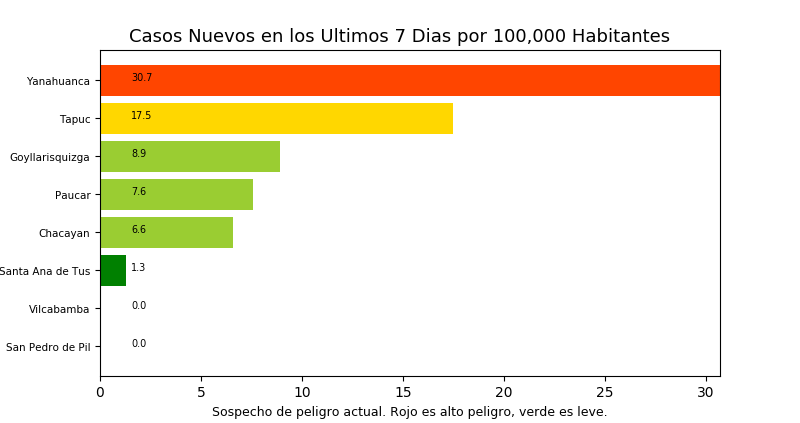 Casos Nuevos en los Ultimos 7 Dias por 100,000 Habitantes
Yanahuanca 30.7
Tapuc 17.5
Goyllarisquizga 8.9
Paucar 7.6
Chacayan 6.6
Santa Ana de Tus 1.3
Vilcabamba 0.0
San Pedro de Pil 0.0
0 5 10 15 20 25 30
Sospecho de peligro actual. Rojo es alto peligro, verde es leve.